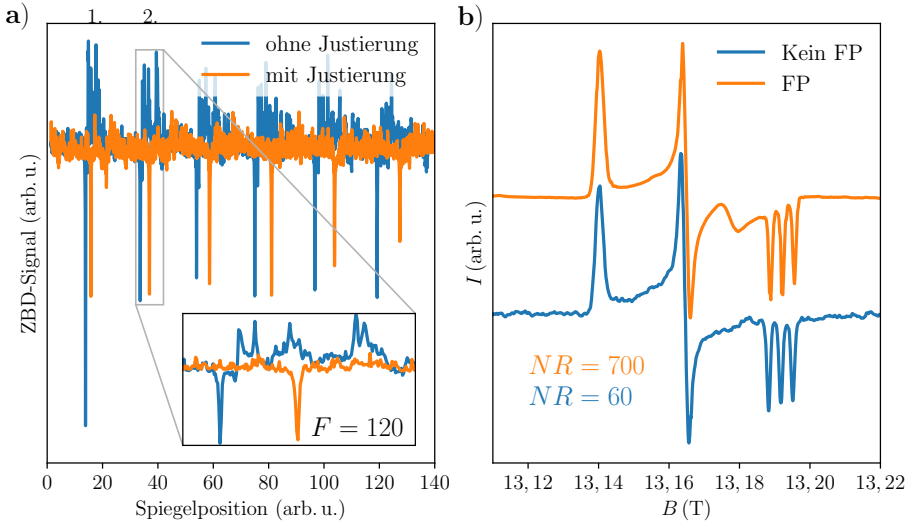 a)
1.
2.
ohne Justierung
mit Justierung
ZBD-Signal (arb. u.)
F = 120
0
20
40
60
80
100
120
140
Spiegelposition (arb. u.)
b)
Kein FP
FP
I (arb. u.)
NR = 700
NR = 60
13, 12
13, 14
13, 16
13, 18
13, 20
13, 22
B (T)